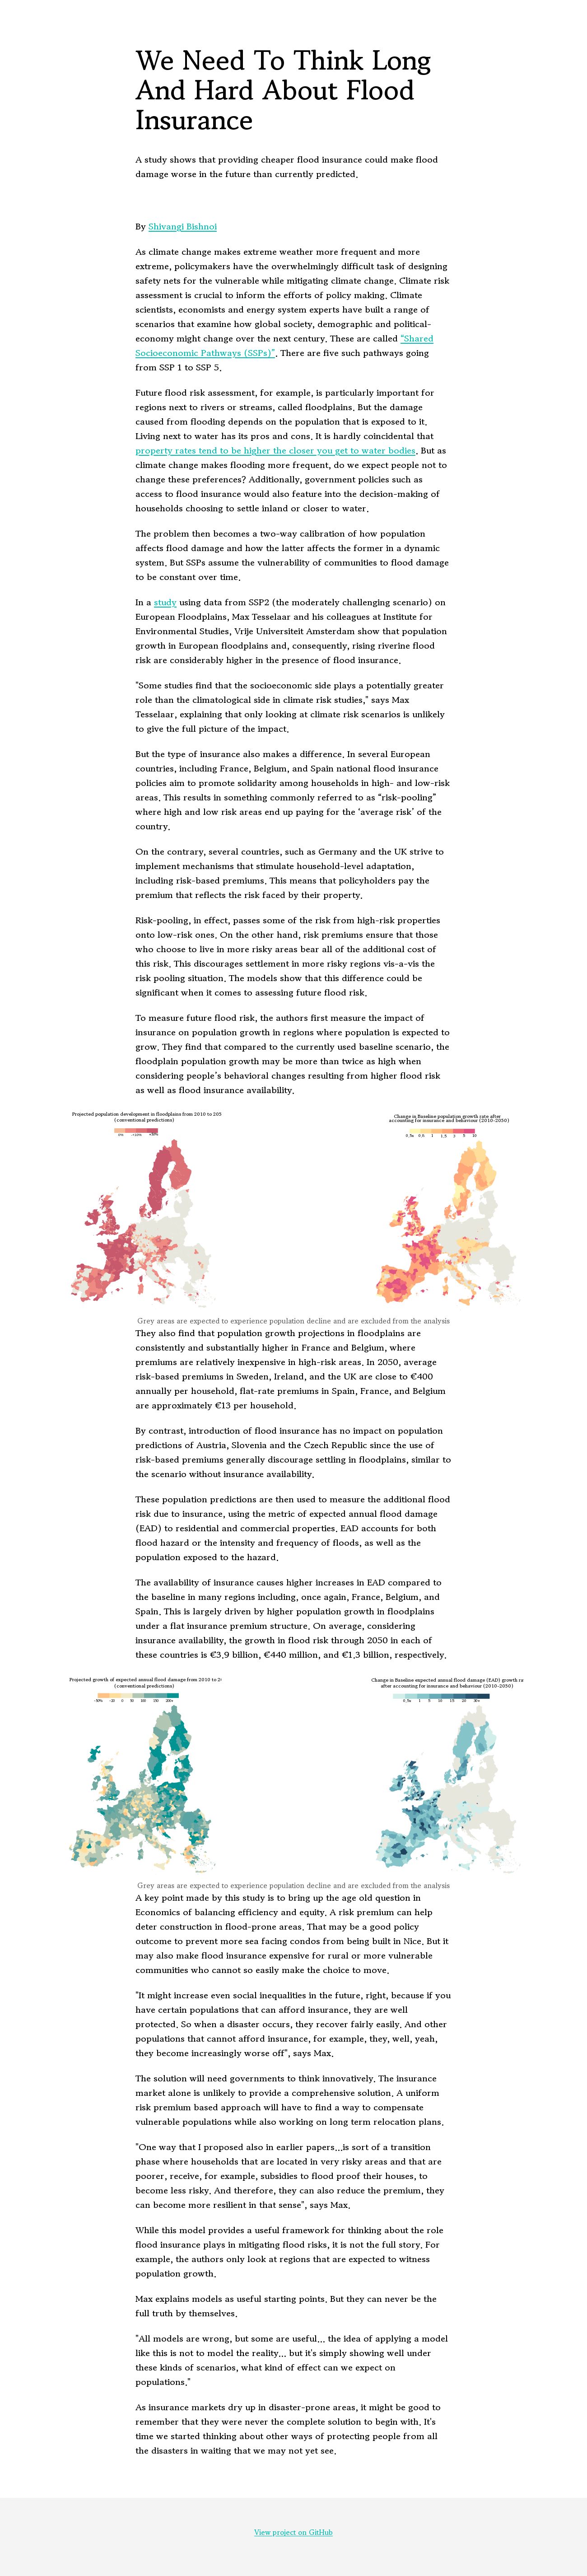 We Need To Think Long
And Hard About Flood
Insurance
A study shows that providing cheaper flood insurance could make flood
damage worse in the future than currently predicted.
By Shivangi Bishnoi
As climate change makes extreme weather more frequent and more
extreme, policymakers have the overwhelmingly difficult task of designing
safety nets for the vulnerable while mitigating climate change. Climate risk
assessment is crucial to inform the efforts of policy making. Climate
scientists, economists and energy system experts have built a range of
scenarios that examine how global society, demographic and political-
economy might change over the next century. These are called "Shared
Socioeconomic Pathways (SSPs)". There are five such pathways going
from SSP 1 to SSP 5.
Future flood risk assessment, for example, is particularly important for
regions next to rivers or streams, called floodplains. But the damage
caused from flooding depends on the population that is exposed to it.
Living next to water has its pros and cons. It is hardly coincidental that
property rates tend to be higher the closer you get to water bodies. But as
climate change makes flooding more frequent, do we expect people not to
change these preferences? Additionally, government policies such as
access to flood insurance would also feature into the decision-making of
households choosing to settle inland or closer to water.
The problem then becomes a two-way calibration of how population
affects flood damage and how the latter affects the former in a dynamic
system. But SSPs assume the vulnerability of communities to flood damage
to be constant over time.
In a study using data from SSP2 (the moderately challenging scenario) on
European Floodplains, Max Tesselaar and his colleagues at Institute for
Environmental Studies, Vrije Universiteit Amsterdam show that population
growth in European floodplains and, consequently, rising riverine flood
risk are considerably higher in the presence of flood insurance.
"Some studies find that the socioeconomic side plays a potentially greater
role than the climatological side in climate risk studies," says Max
Tesselaar, explaining that only looking at climate risk scenarios is unlikely
to give the full picture of the impact.
But the type of insurance also makes a difference. In several European
countries, including France, Belgium, and Spain national flood insurance
policies aim to promote solidarity among households in high- and low-risk
areas. This results in something commonly referred to as "risk-pooling"
where high and low risk areas end up paying for the 'average risk' of the
country.
On the contrary, several countries, such as Germany and the UK strive to
implement mechanisms that stimulate household-level adaptation,
including risk-based premiums. This means that policyholders pay the
premium that reflects the risk faced by their property.
Risk-pooling, in effect, passes some of the risk from high-risk properties
onto low-risk ones. On the other hand, risk premiums ensure that those
who choose to live in more risky areas bear all of the additional cost of
this risk. This discourages settlement in more risky regions vis-a-vis the
risk pooling situation. The models show that this difference could be
significant when it comes to assessing future flood risk.
To measure future flood risk, the authors first measure the impact of
insurance on population growth in regions where population is expected to
grow. They find that compared to the currently used baseline scenario, the
floodplain population growth may be more than twice as high when
considering people's behavioral changes resulting from higher flood risk
as well as flood insurance availability.
Projected population development in floodplains from 2010 to 205
(conventional predictions)
Change in Baseline population growth rate after
accounting for insurance and behaviour (2010-2050)
Grey areas are expected to experience population decline and are excluded from the analysis
They also find that population growth projections in floodplains are
consistently and substantially higher in France and Belgium, where
premiums are relatively inexpensive in high-risk areas. In 2050, average
risk-based premiums in Sweden, Ireland, and the UK are close to €400
annually per household, flat-rate premiums in Spain, France, and Belgium
are approximately €13 per household.
By contrast, introduction of flood insurance has no impact on population
predictions of Austria, Slovenia and the Czech Republic since the use of
risk-based premiums generally discourage settling in floodplains, similar to
the scenario without insurance availability.
These population predictions are then used to measure the additional flood
risk due to insurance, using the metric of expected annual flood damage
(EAD) to residential and commercial properties. EAD accounts for both
flood hazard or the intensity and frequency of floods, as well as the
population exposed to the hazard.
The availability of insurance causes higher increases in EAD compared to
the baseline in many regions including, once again, France, Belgium, and
Spain. This is largely driven by higher population growth in floodplains
under a flat insurance premium structure. On average, considering
insurance availability, the growth in flood risk through 2050 in each of
these countries is €3.9 billion, €440 million, and €1.3 billion, respectively.
Projected growth of expected annual flood damage from 2010 to 2(
(conventional predictions)
Change in Baseline expected annual flood damage (EAD) growth ra
after accounting for insurance and behaviour (2010-2050)
Grey areas are expected to experience population decline and are excluded from the analysis
A key point made by this study is to bring up the age old question in
Economics of balancing efficiency and equity. A risk premium can help
deter construction in flood-prone areas. That may be a good policy
outcome to prevent more sea facing condos from being built in Nice. But it
may also make flood insurance expensive for rural or more vulnerable
communities who cannot so easily make the choice to move.
"It might increase even social inequalities in the future, right, because if you
have certain populations that can afford insurance, they are well
protected. So when a disaster occurs, they recover fairly easily. And other
populations that cannot afford insurance, for example, they, well, yeah,
they become increasingly worse off", says Max.
The solution will need governments to think innovatively. The insurance
market alone is unlikely to provide a comprehensive solution. A uniform
risk premium based approach will have to find a way to compensate
vulnerable populations while also working on long term relocation plans.
"One way that I proposed also in earlier papers...is sort of a transition
phase where households that are located in very risky areas and that are
poorer, receive, for example, subsidies to flood proof their houses, to
become less risky. And therefore, they can also reduce the premium, they
can become more resilient in that sense", says Max.
While this model provides a useful framework for thinking about the role
flood insurance plays in mitigating flood risks, it is not the full story. For
example, the authors only look at regions that are expected to witness
population growth.
Max explains models as useful starting points. But they can never be the
full truth by themselves.
"All models are wrong, but some are useful... the idea of applying a model
like this is not to model the reality... but it's simply showing well under
these kinds of scenarios, what kind of effect can we expect on
populations."
As insurance markets dry up in disaster-prone areas, it might be good to
remember that they were never the complete solution to begin with. It's
time we started thinking about other ways of protecting people from all
the disasters in waiting that we may not yet see.
View project on GitHub